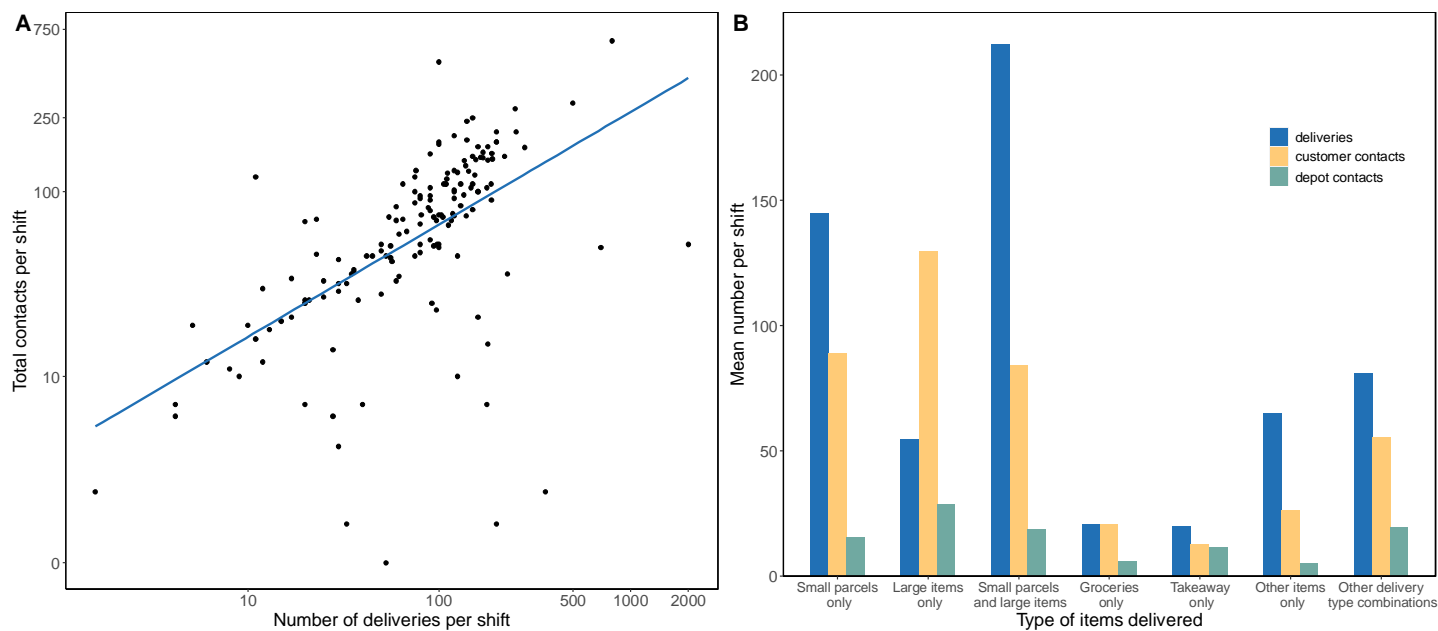 A
Total contacts per shift
750
250
100
10
0
10
100
500
1000
2000
Number of deliveries per shift
B
Mean number per shift
200
150
100
50
0
deliveries
customer contacts
depot contacts
Small parcels
only
Large items
only
Small parcels
and large items
Groceries
only
Takeaway
only
Other items
only
Other delivery
type combinations
Type of items delivered